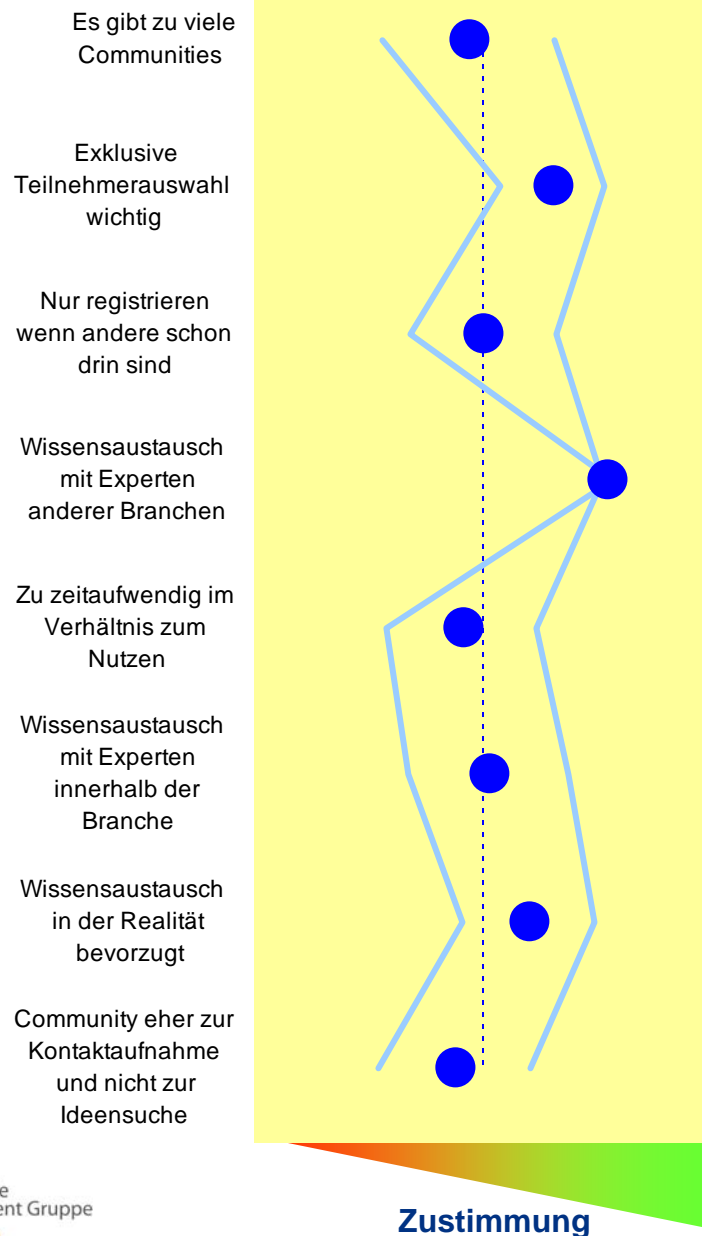 Es gibt zu viele
Communities
Exklusive
Teilnehmerauswahl
wichtig
Nur registrieren
wenn andere schon
drin sind
Wissensaustausch
mit Experten
anderer Branchen
Zu zeitaufwendig im
Verhältnis zum
Nutzen
Wissensaustausch
mit Experten
innerhalb der
Branche
Wissensaustausch
in der Realität
bevorzugt
Community eher zur
Kontaktaufnahme
und nicht zur
Ideensuche
Gruppe
Zustimmung